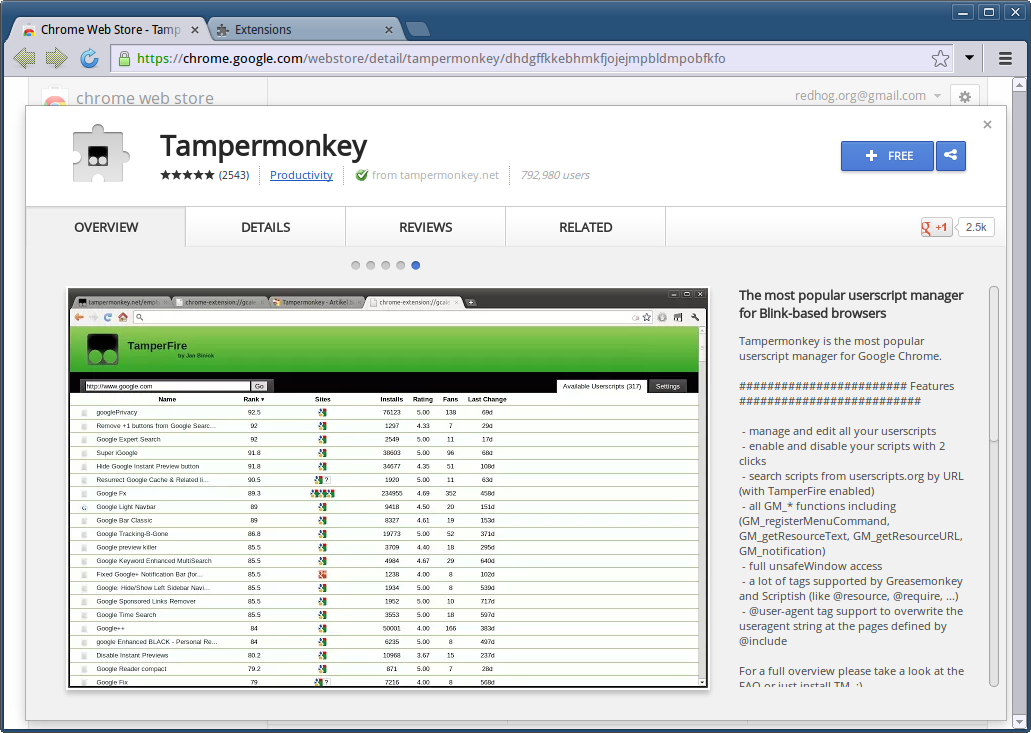 Chrome Web Store - Tamp
Extensions
https://chrome.google.com/webstore/detail/tampermonkey/dhdgffkkebhmkfjojejmpbldmpobfkfo
chrome web store
redhog.org@gmail.com
Tampermonkey
(2543) Productivity from tampermonkey.net 792,980 users
FREE
OVERVIEW DETAILS REVIEWS RELATED
+1 2.5k
tampermonkey.net/emp chrome-extension://gcale Tampermonkey - Artikel b chrome-extension://gcale
TamperFire
by Jan Biniok
http://www.google.com Go Available Userscripts (317) Settings
Name Rank ▾ Sites Installs Rating Fans Last Change
googlePrivacy 92.5 76123 5.00 138 69d
Remove +1 buttons from Google Searc... 92 1297 4.33 7 29d
Google Expert Search 92 2549 5.00 11 17d
Super iGoogle 91.8 38603 5.00 96 68d
Hide Google Instant Preview button 91.8 34677 4.35 51 108d
Resurrect Google Cache & Related li... 90.5 ? 1920 5.00 11 63d
Google Fx 89.3 234955 4.69 352 458d
Google Light Navbar 89 9418 4.50 20 151d
Google Bar Classic 89 8327 4.61 19 153d
Google Tracking-B-Gone 86.8 19773 5.00 52 371d
Google preview killer 85.5 3709 4.40 18 295d
Google Keyword Enhanced MultiSearch 85.5 4984 4.67 29 640d
Fixed Google+ Notification Bar (for... 85.5 1238 4.00 8 102d
Google: Hide/Show Left Sidebar Navi... 85.5 1934 5.00 8 539d
Google Sponsored Links Remover 85.5 1952 5.00 10 717d
Google Time Search 85.5 3553 5.00 18 597d
Google++ 84 50001 4.00 166 383d
google Enhanced BLACK - Personal Re... 84 6235 5.00 8 497d
Disable Instant Previews 80.2 10968 3.67 15 237d
Google Reader compact 79.2 871 5.00 7 28d
Google Fix 79 ? 7216 4.00 8 568d
The most popular userscript manager
for Blink-based browsers
Tampermonkey is the most popular
userscript manager for Google Chrome.
######################## Features
##########################
- manage and edit all your userscripts
- enable and disable your scripts with 2
clicks
- search scripts from userscripts.org by URL
(with TamperFire enabled)
- all GM_* functions including
(GM_registerMenuCommand,
GM_getResourceText, GM_getResourceURL,
GM_notification)
- full unsafeWindow access
- a lot of tags supported by Greasemonkey
and Scriptish (like @resource, @require, ...)
- @user-agent tag support to overwrite the
useragent string at the pages defined by
@include
For a full overview please take a look at the
FAQ or just install TM. :)